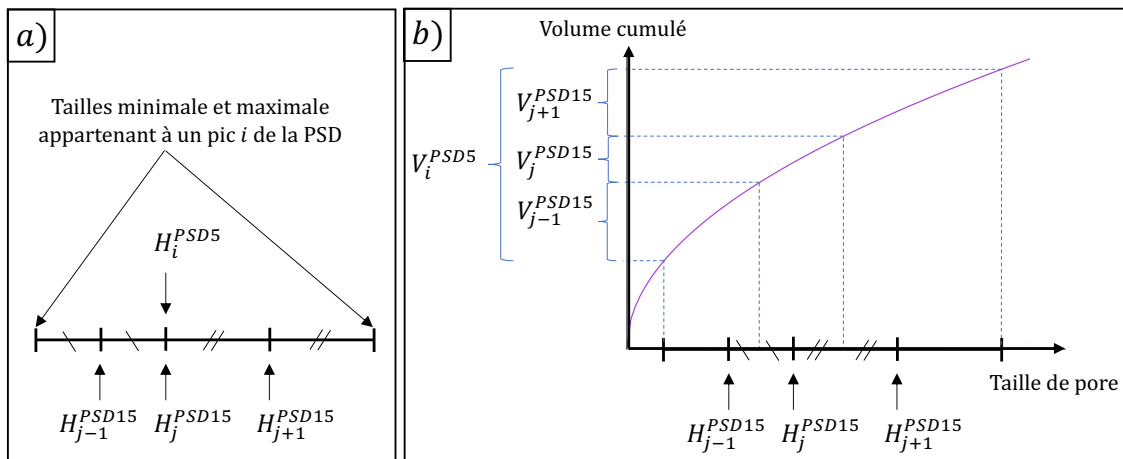 a)
Tailles minimale et maximale
appartenant à un pic i de la PSD
H_i^{PSD5}
H_{j-1}^{PSD15} H_j^{PSD15} H_{j+1}^{PSD15}
b)
Volume cumulé
V_{j+1}^{PSD15}
V_i^{PSD5} V_j^{PSD15}
V_{j-1}^{PSD15}
Taille de pore
H_{j-1}^{PSD15} H_j^{PSD15} H_{j+1}^{PSD15}